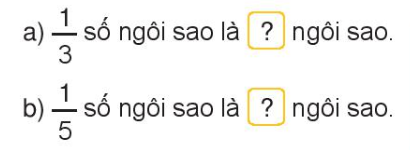 a) 1/3 số ngôi sao là ? ngôi sao.
b) 1/5 số ngôi sao là ? ngôi sao.